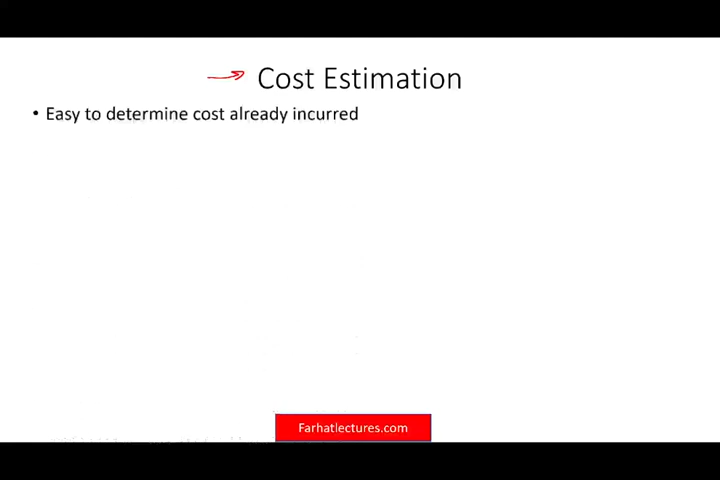 Cost Estimation
• Easy to determine cost already incurred
Farhatlectures.com